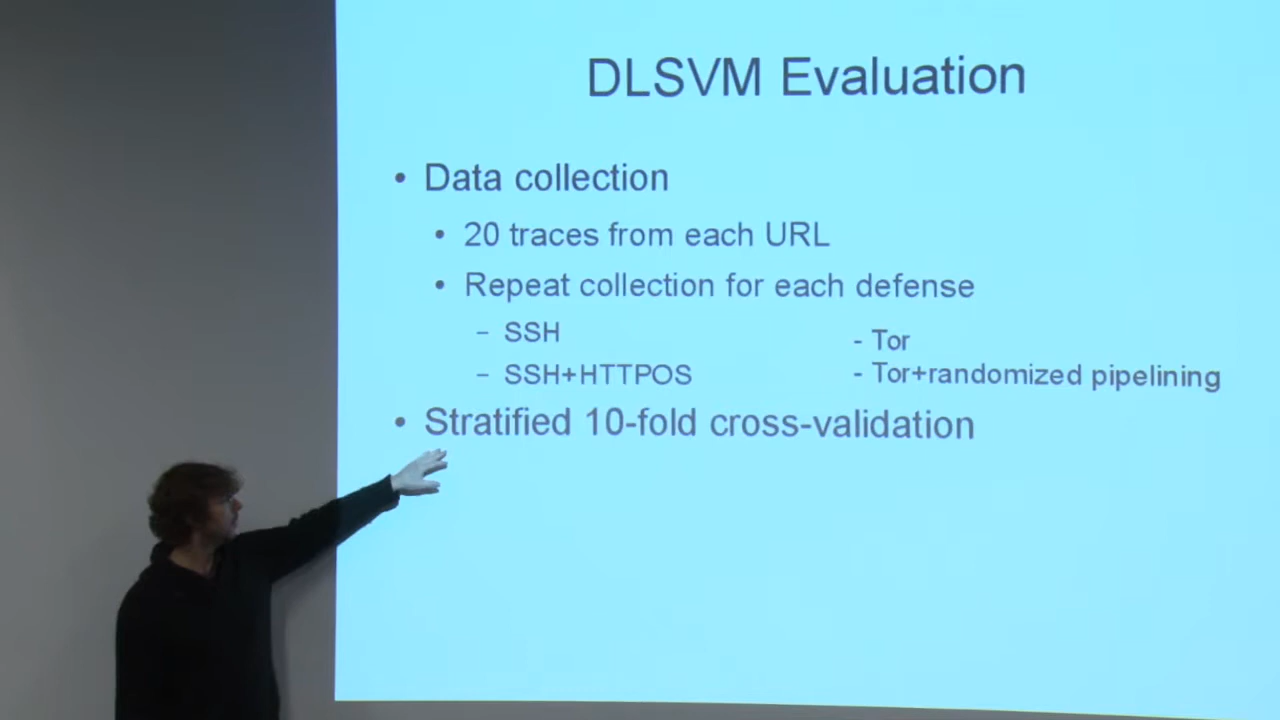 DLSVM Evaluation
• Data collection
• 20 traces from each URL
• Repeat collection for each defense
– SSH
– SSH+HTTPOS
- Tor
- Tor+randomized pipelining
• Stratified 10-fold cross-validation